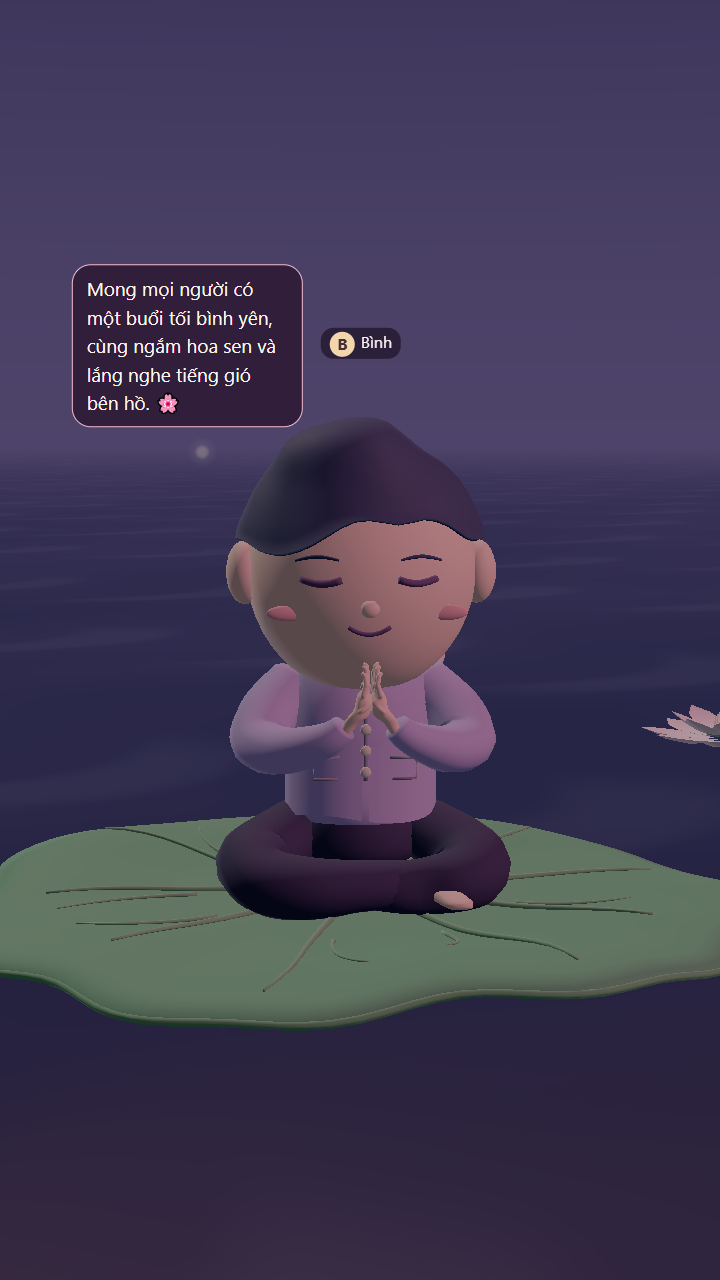 Mong mọi người có
một buổi tối bình yên,
cùng ngắm hoa sen và
lắng nghe tiếng gió
bên hồ. 🌸
B Bình